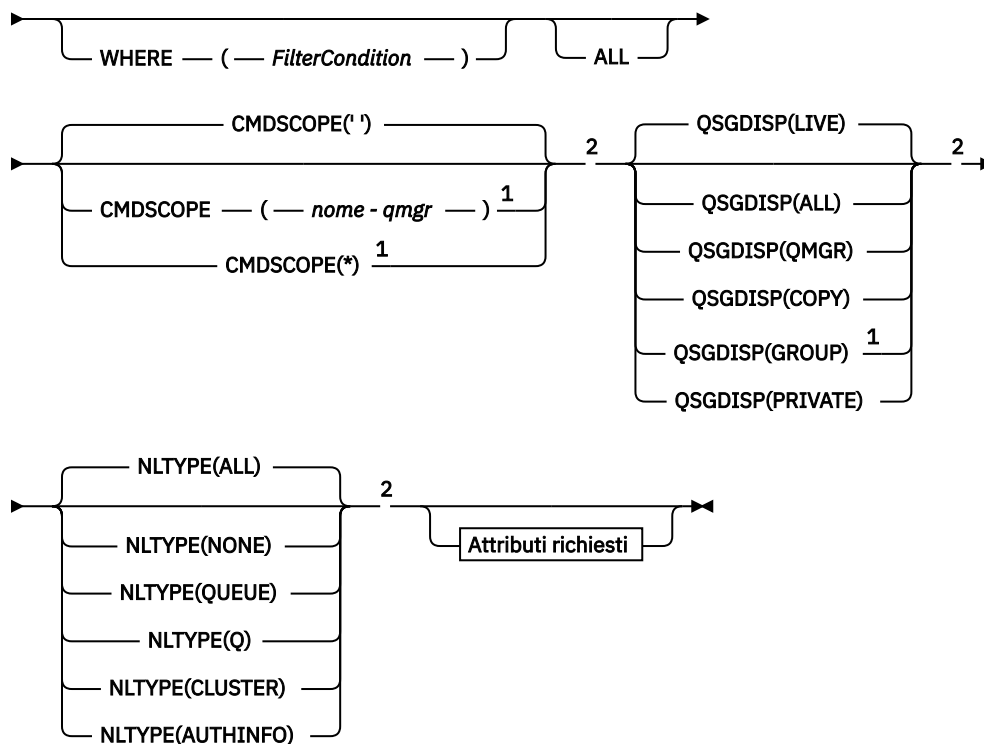 WHERE — ( — FilterCondition — ) ALL
CMDSCOPE(' ')
CMDSCOPE — ( — nome - qmgr — ) 1
CMDSCOPE(*) 1
2
QSGDISP(LIVE)
QSGDISP(ALL)
QSGDISP(QMGR)
QSGDISP(COPY)
QSGDISP(GROUP) 1
QSGDISP(PRIVATE)
2
NLTYPE(ALL)
NLTYPE(NONE)
NLTYPE(QUEUE)
NLTYPE(Q)
NLTYPE(CLUSTER)
NLTYPE(AUTHINFO)
2
Attributi richiesti